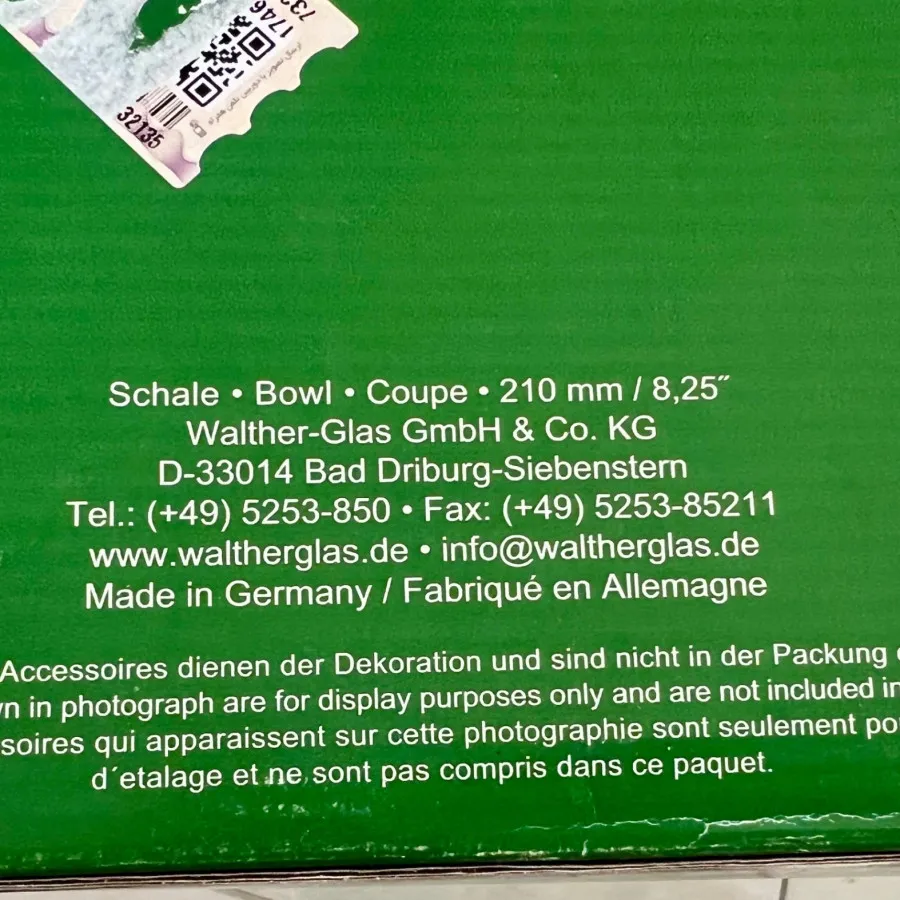 1746
32135
Schale • Bowl • Coupe • 210 mm / 8,25˝
Walther-Glas GmbH & Co. KG
D-33014 Bad Driburg-Siebenstern
Tel.: (+49) 5253-850 • Fax: (+49) 5253-85211
www.waltherglas.de • info@waltherglas.de
Made in Germany / Fabriqué en Allemagne
Accessoires dienen der Dekoration und sind nicht in der Packung
in photograph are for display purposes only and are not included in
soires qui apparaissent sur cette photographie sont seulement
d´etalage et ne sont pas compris dans ce paquet.